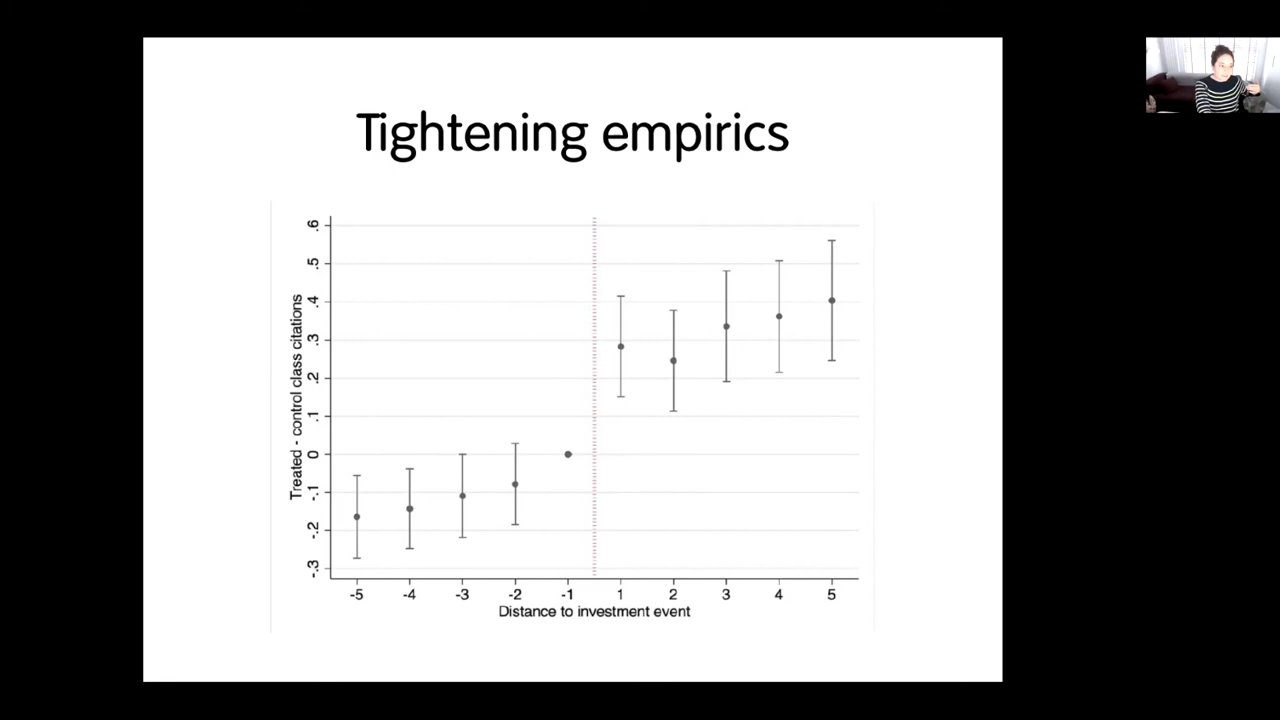 Tightening empirics
.6
.5
.4
.3
.2
.1
0
-.1
-.2
-.3
Treated - control class citations
-5 -4 -3 -2 -1 1 2 3 4 5
Distance to investment event